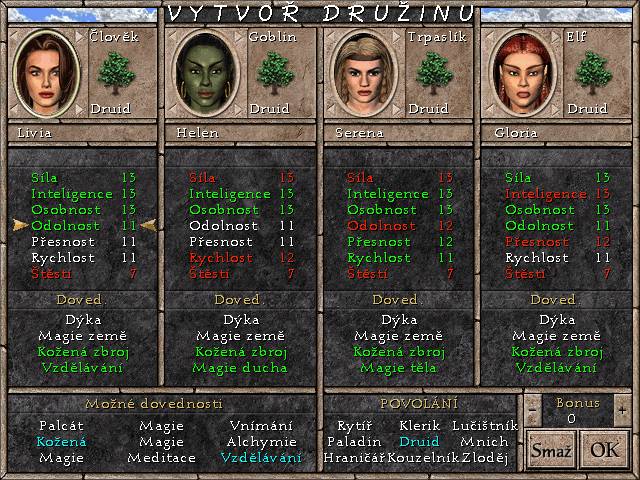 VYTVOŘ DRUŽINU
Člověk Goblin Trpaslík Elf
Druid Druid Druid Druid
Livia Helen Serena Gloria
Síla 13 Síla 13 Síla 13 Síla 13
Inteligence 13 Inteligence 13 Inteligence 13 Inteligence 13
Osobnost 13 Osobnost 13 Osobnost 13 Osobnost 13
Odolnost 11 Odolnost 11 Odolnost 12 Odolnost 11
Přesnost 11 Přesnost 11 Přesnost 12 Přesnost 12
Rychlost 11 Rychlost 12 Rychlost 11 Rychlost 11
Štěstí 7 Štěstí 7 Štěstí 7 Štěstí 7
Doved. Doved. Doved. Doved.
Dýka Dýka Dýka Dýka
Magie země Magie země Magie země Magie země
Kožená zbroj Kožená zbroj Kožená zbroj Kožená zbroj
Vzdělávání Magie ducha Magie těla Vzdělávání
Možné dovednosti POVOLÁNÍ - Bonus +
0
Palcát Magie Vnímání Rytíř Klerik Lučištník
Kožená Magie Alchymie Paladin Druid Mnich
Magie Meditace Vzdělávání Hraničář Kouzelník Zloděj
Smaž OK